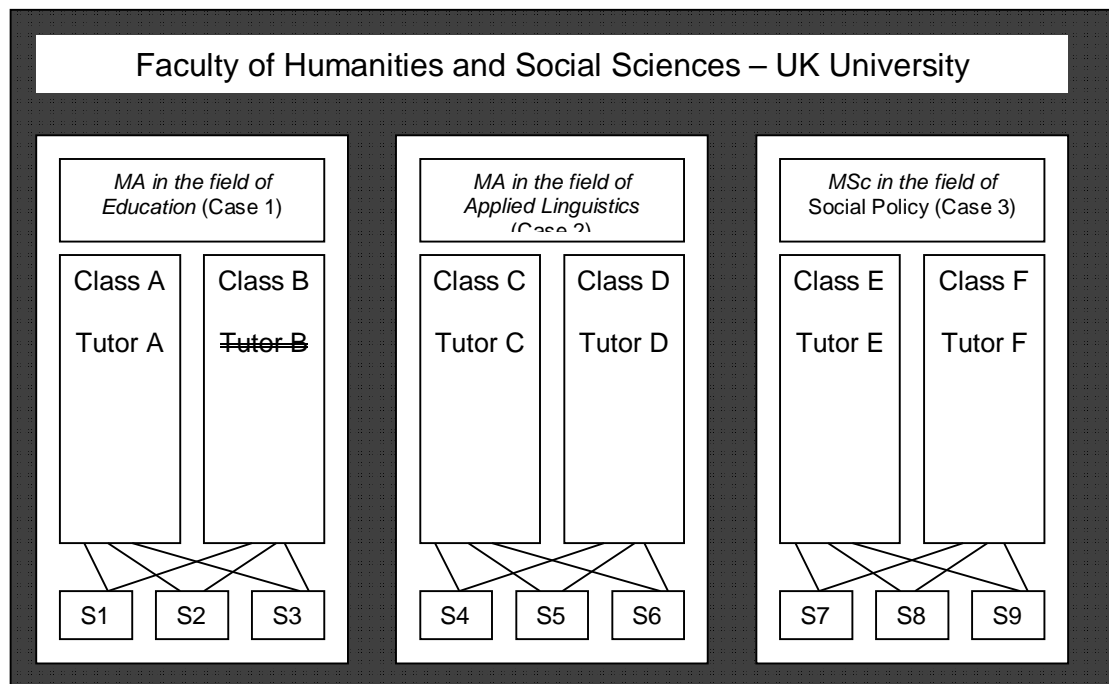 Faculty of Humanities and Social Sciences – UK University
MA in the field of
Education (Case 1)
MA in the field of
Applied Linguistics
(Case 2)
MSc in the field of
Social Policy (Case 3)
Class A
Class B
Tutor A
Tutor B
Class C
Class D
Tutor C
Tutor D
Class E
Class F
Tutor E
Tutor F
S1
S2
S3
S4
S5
S6
S7
S8
S9